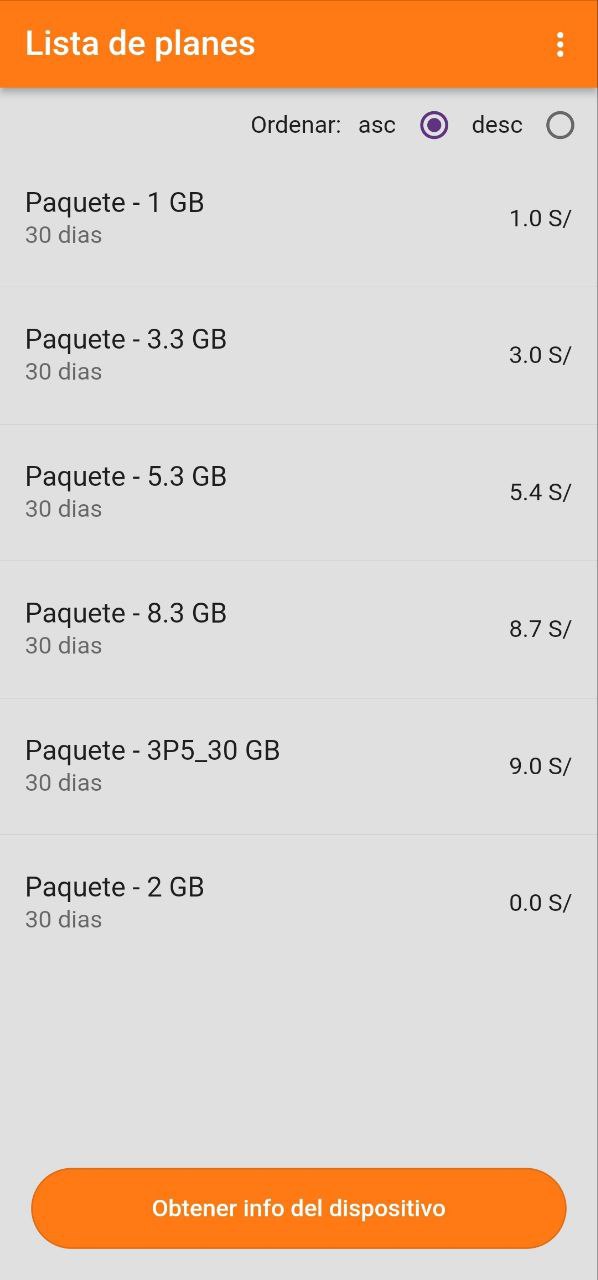 Lista de planes
Ordenar: asc desc
Paquete - 1 GB
30 dias
1.0 S/
Paquete - 3.3 GB
30 dias
3.0 S/
Paquete - 5.3 GB
30 dias
5.4 S/
Paquete - 8.3 GB
30 dias
8.7 S/
Paquete - 3P5_30 GB
30 dias
9.0 S/
Paquete - 2 GB
30 dias
0.0 S/
Obtener info del dispositivo